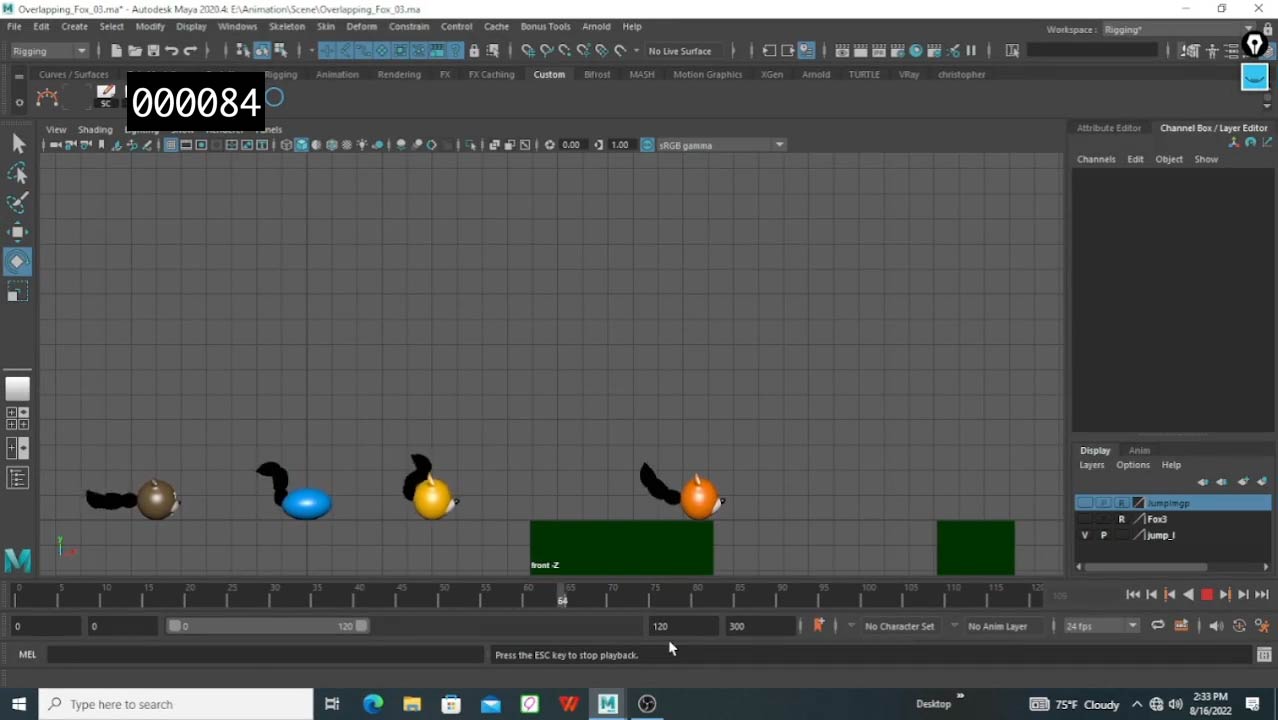 Overlapping_Fox_03.ma* - Autodesk Maya 2020.4: E:\Animation\Scene\Overlapping_Fox_03.ma
File Edit Create Select Modify Display Windows Skeleton Skin Deform Constrain Control Cache Bonus Tools Arnold Help
Workspace: Rigging*
Rigging
No Live Surface
Curves / Surfaces Rigging Animation Rendering FX FX Caching Custom Bifrost MASH Motion Graphics XGen Arnold TURTLE VRay christopher
SC
000084
View Shading Lighting Show Renderer Panels
0.00 1.00 sRGB gamma
Attribute Editor Channel Box / Layer Editor
Channels Edit Object Show
Display Anim
Layers Options Help
P R Jumpimgp
R Fox3
V P jump_l
y
x
front -Z
0 5 10 15 20 25 30 35 40 45 50 55 60 65 70 75 80 85 90 95 100 105 110 115 120
64
109
0 0 0 120 120 300 No Character Set No Anim Layer 24 fps
MEL
Press the ESC key to stop playback.
Type here to search
Desktop
75°F Cloudy
2:33 PM
8/16/2022